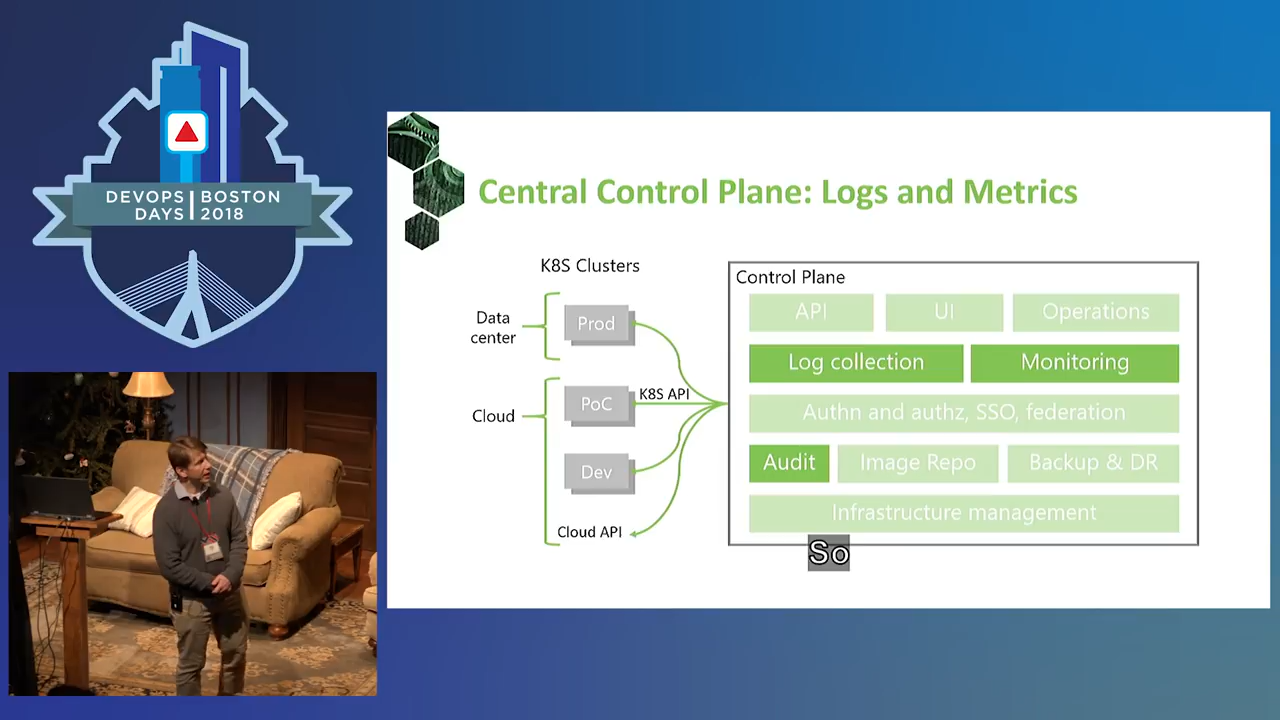 DEVOPS BOSTON
DAYS 2018
Central Control Plane: Logs and Metrics
K8S Clusters
Data
center
Prod
Cloud
PoC
K8S API
Dev
Cloud API
Control Plane
API UI Operations
Log collection Monitoring
Authn and authz, SSO, federation
Audit Image Repo Backup & DR
Infrastructure management
So